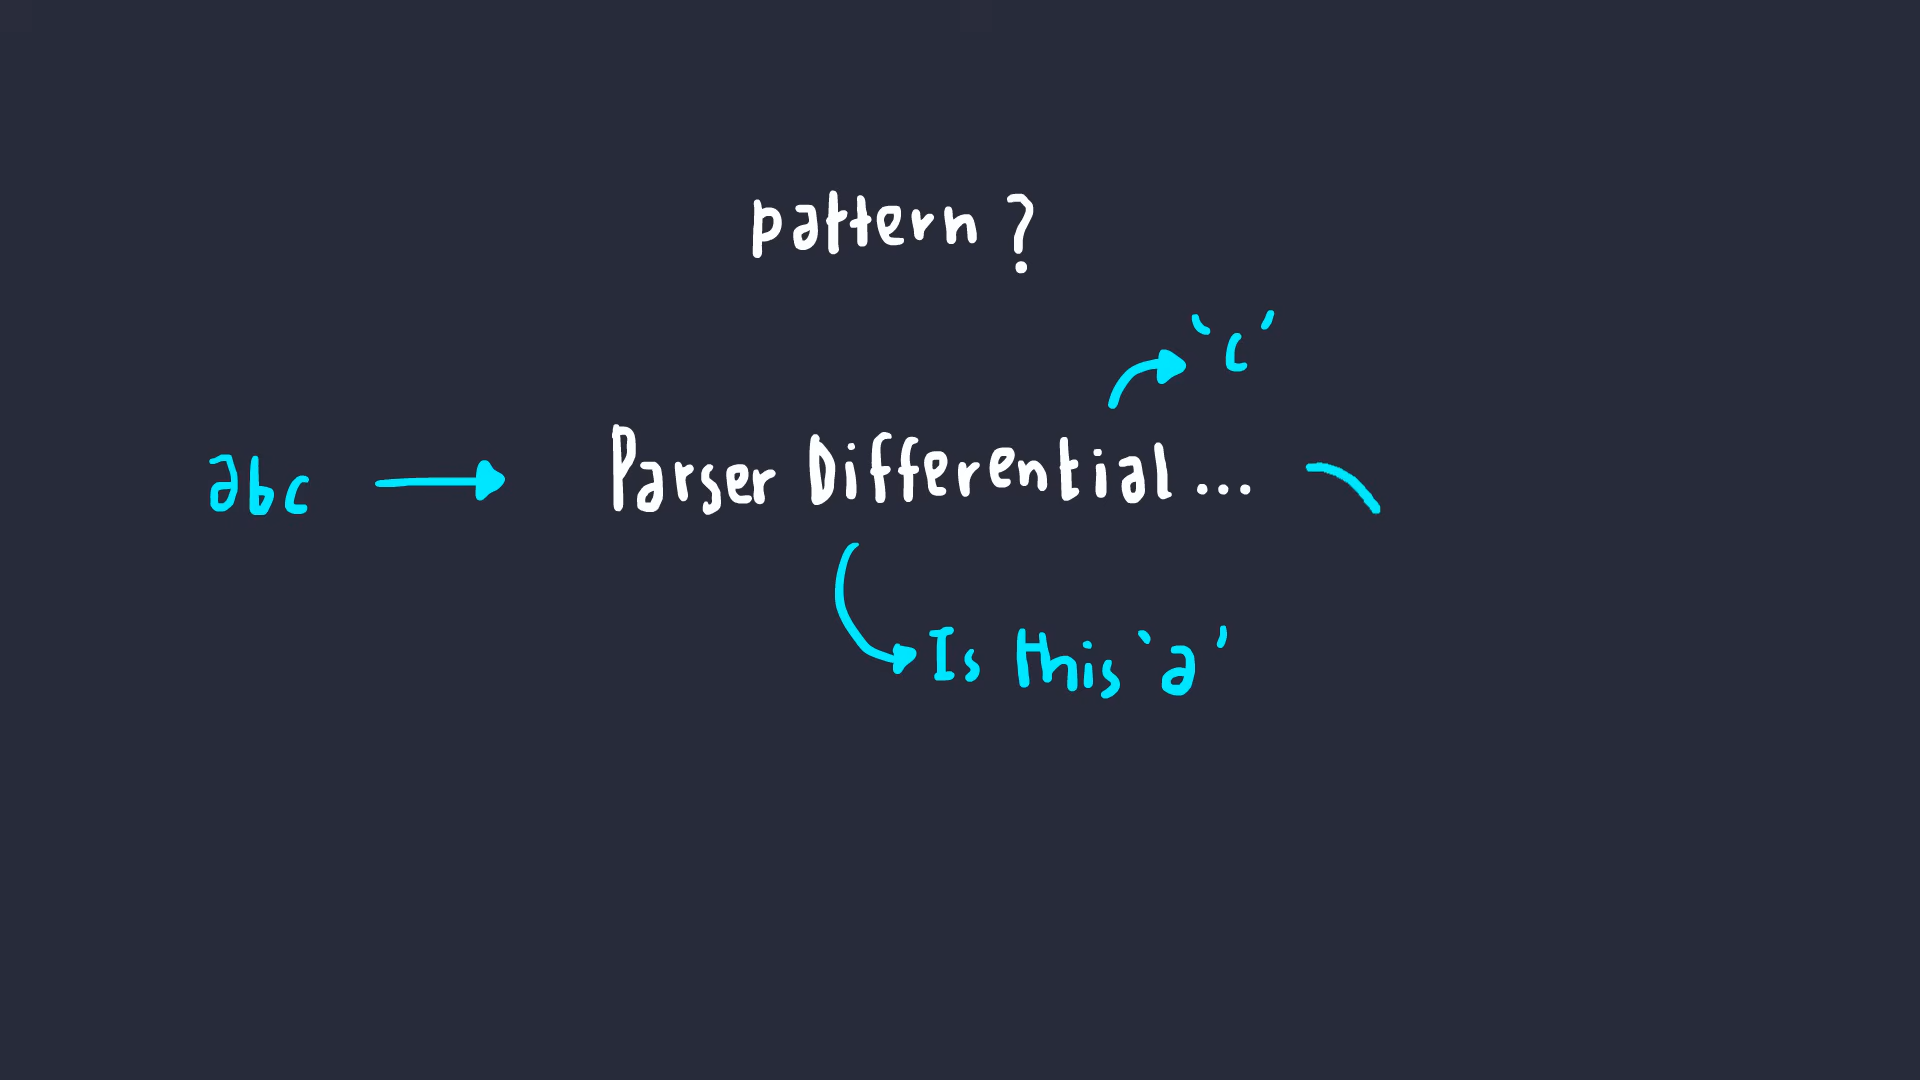 pattern ?
`c'
abc
Parser Differential ...
Is this `a'